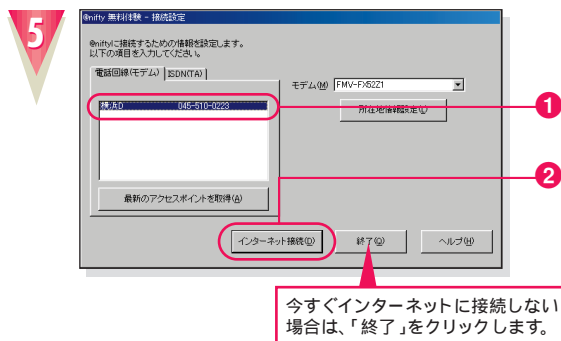 5
@nifty 無料体験 - 接続設定
@niftyに接続するための情報を設定します。
以下の項目を入力してください。
電話回線(モデム) ISDN(TA)
モデム(M) FMV-FX52Z1
横浜D 045-510-0223
所在地情報設定(L)
1
2
最新のアクセスポイントを取得(A)
インターネット接続(D) 終了(Q) ヘルプ(H)
今すぐインターネットに接続しない
場合は、「終了」をクリックします。